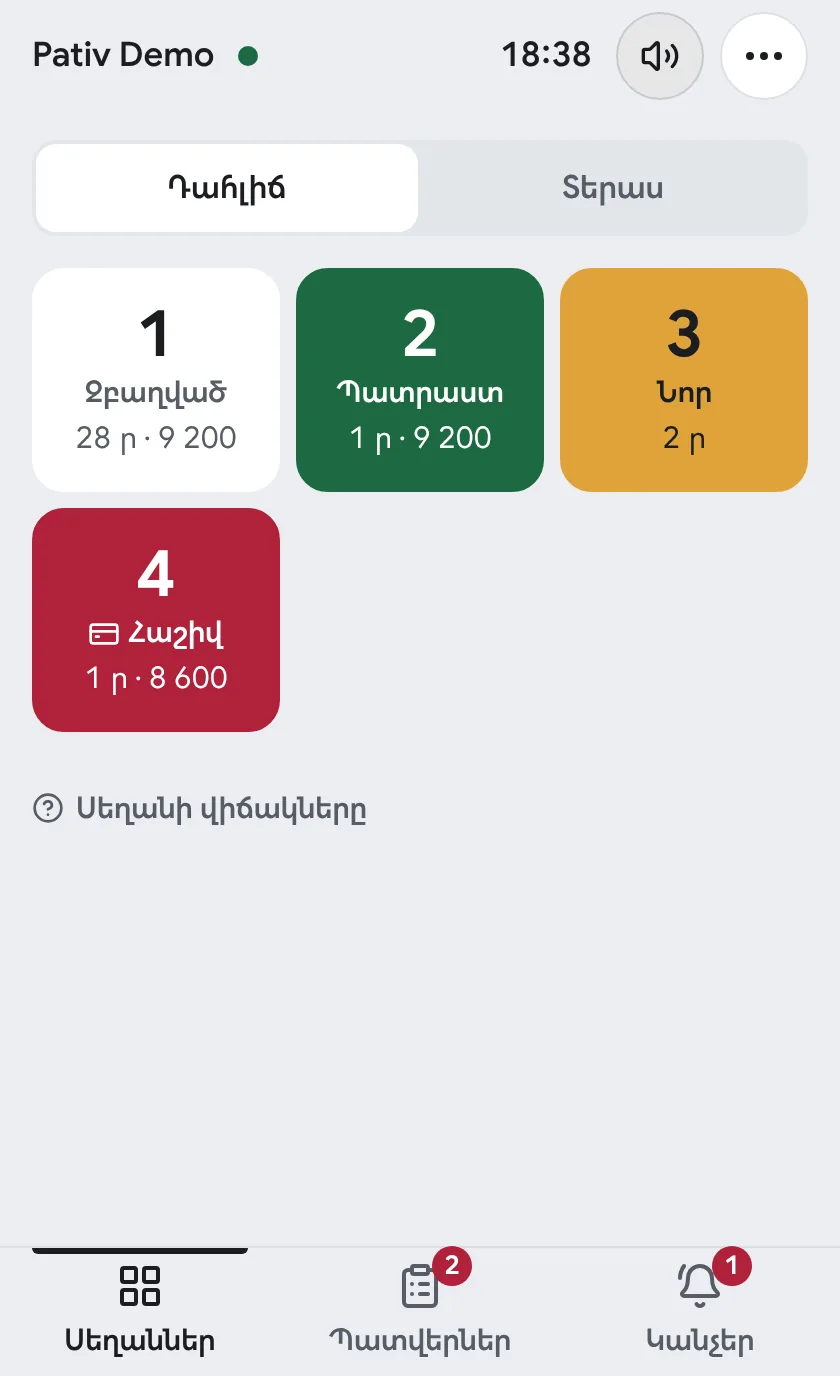 Pativ Demo
18:38
Դահլիճ
Տերաս
1
Զբաղված
28 ր · 9 200
2
Պատրաստ
1 ր · 9 200
3
Նոր
2 ր
4
Հաշիվ
1 ր · 8 600
Սեղանի վիճակները
2
1
Սեղաններ
Պատվերներ
Կանչեր